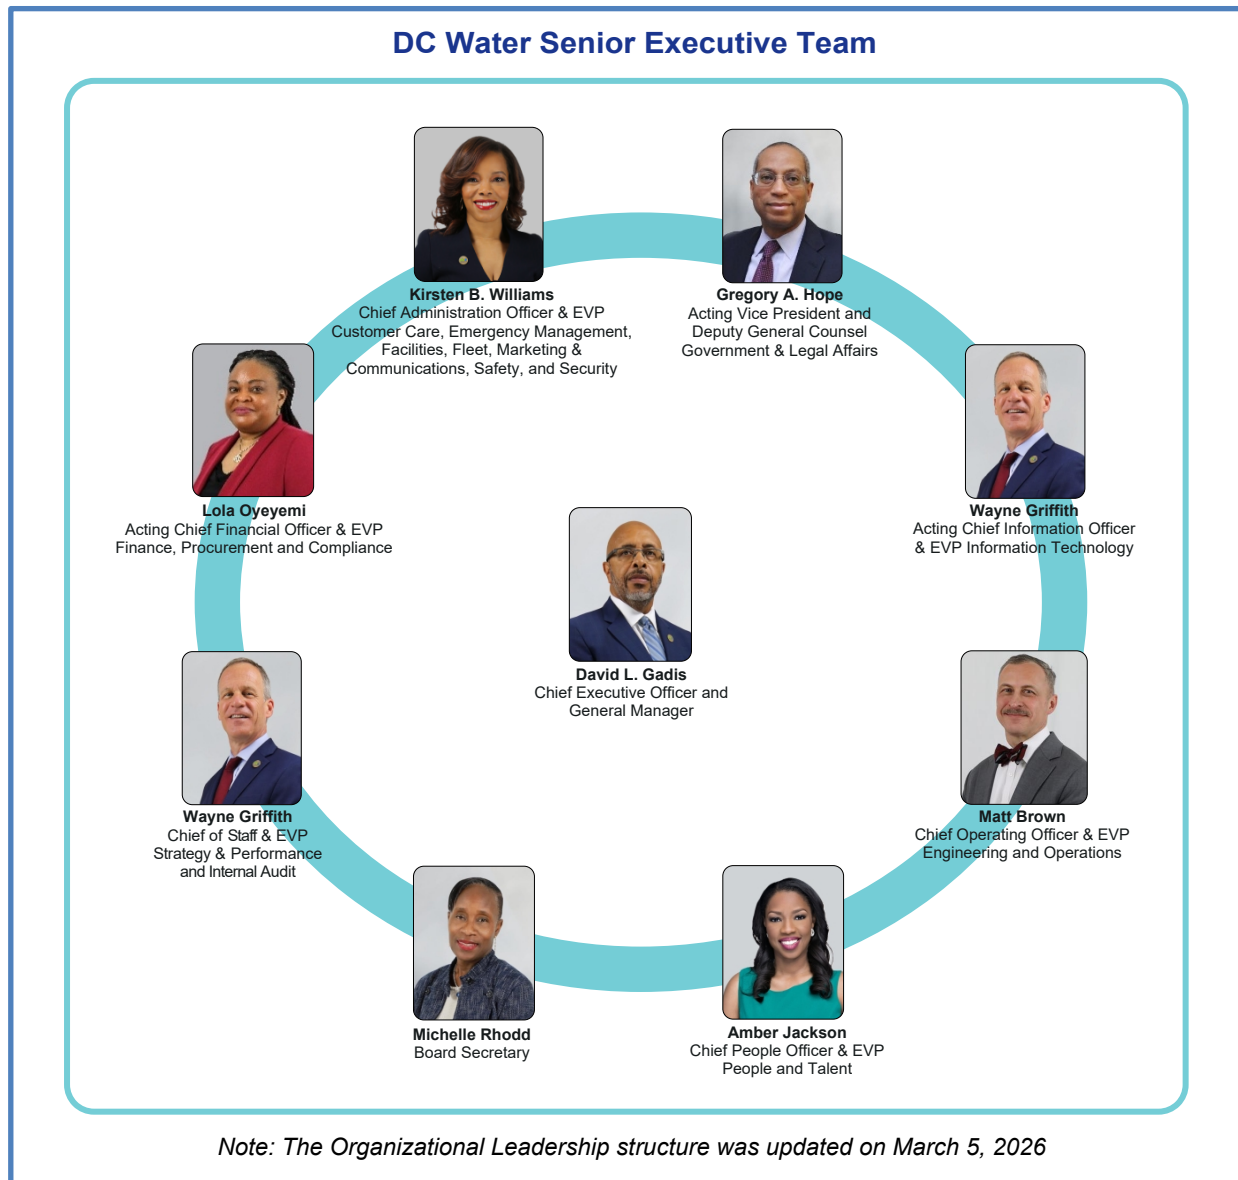 DC Water Senior Executive Team
Kirsten B. Williams
Chief Administration Officer & EVP
Customer Care, Emergency Management,
Facilities, Fleet, Marketing &
Communications, Safety, and Security
Gregory A. Hope
Acting Vice President and
Deputy General Counsel
Government & Legal Affairs
Lola Oyeyemi
Acting Chief Financial Officer & EVP
Finance, Procurement and Compliance
Wayne Griffith
Acting Chief Information Officer
& EVP Information Technology
David L. Gadis
Chief Executive Officer and
General Manager
Wayne Griffith
Chief of Staff & EVP
Strategy & Performance
and Internal Audit
Matt Brown
Chief Operating Officer & EVP
Engineering and Operations
Michelle Rhodd
Board Secretary
Amber Jackson
Chief People Officer & EVP
People and Talent
Note: The Organizational Leadership structure was updated on March 5, 2026